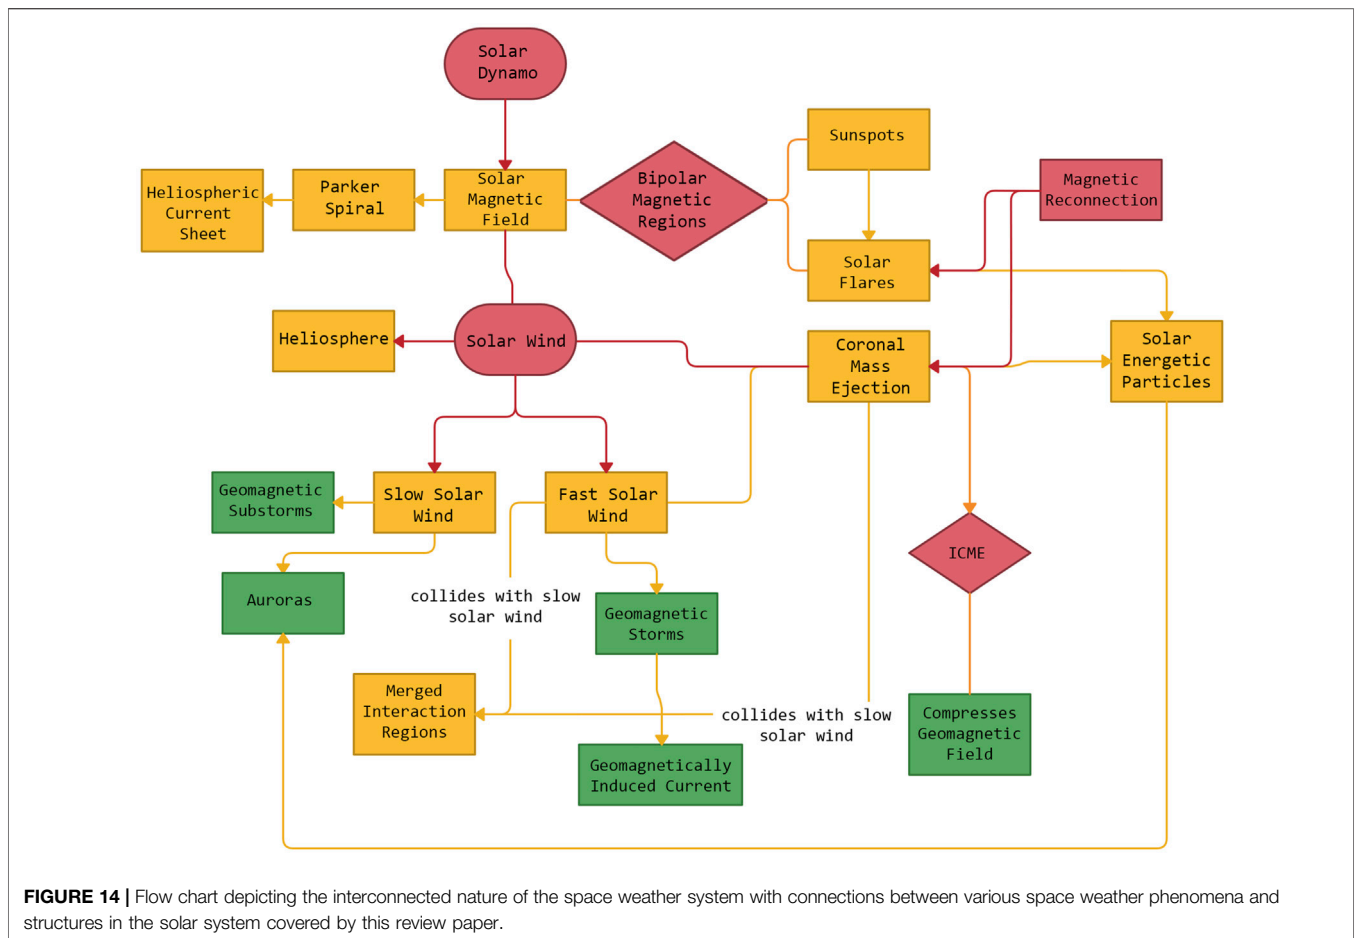 Solar
Dynamo
Sunspots
Magnetic
Reconnection
Heliospheric
Current
Sheet
Parker
Spiral
Solar
Magnetic
Field
Bipolar
Magnetic
Regions
Solar
Flares
Heliosphere
Solar Wind
Coronal
Mass
Ejection
Solar
Energetic
Particles
Geomagnetic
Substorms
Slow Solar
Wind
Fast Solar
Wind
ICME
Auroras
collides with slow
solar wind
Geomagnetic
Storms
Merged
Interaction
Regions
collides with slow
solar wind
Compresses
Geomagnetic
Field
Geomagnetically
Induced Current
FIGURE 14 | Flow chart depicting the interconnected nature of the space weather system with connections between various space weather phenomena and
structures in the solar system covered by this review paper.